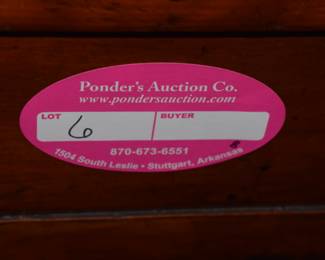 Ponder's Auction Co.
www.pondersauction.com
LOT BUYER
6
870-673-6551
1504 South Leslie • Stuttgart, Arkansas